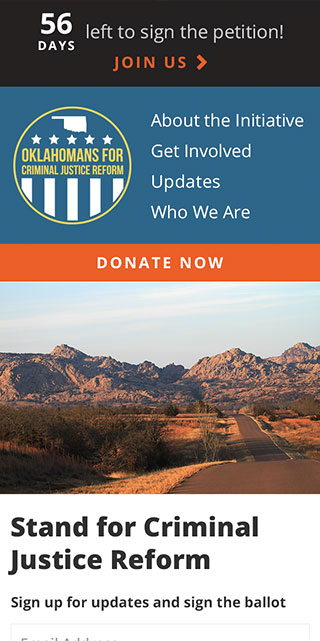 56
DAYS
left to sign the petition!
JOIN US
OKLAHOMANS FOR
CRIMINAL JUSTICE REFORM
About the Initiative
Get Involved
Updates
Who We Are
DONATE NOW
Stand for Criminal
Justice Reform
Sign up for updates and sign the ballot
Email Address